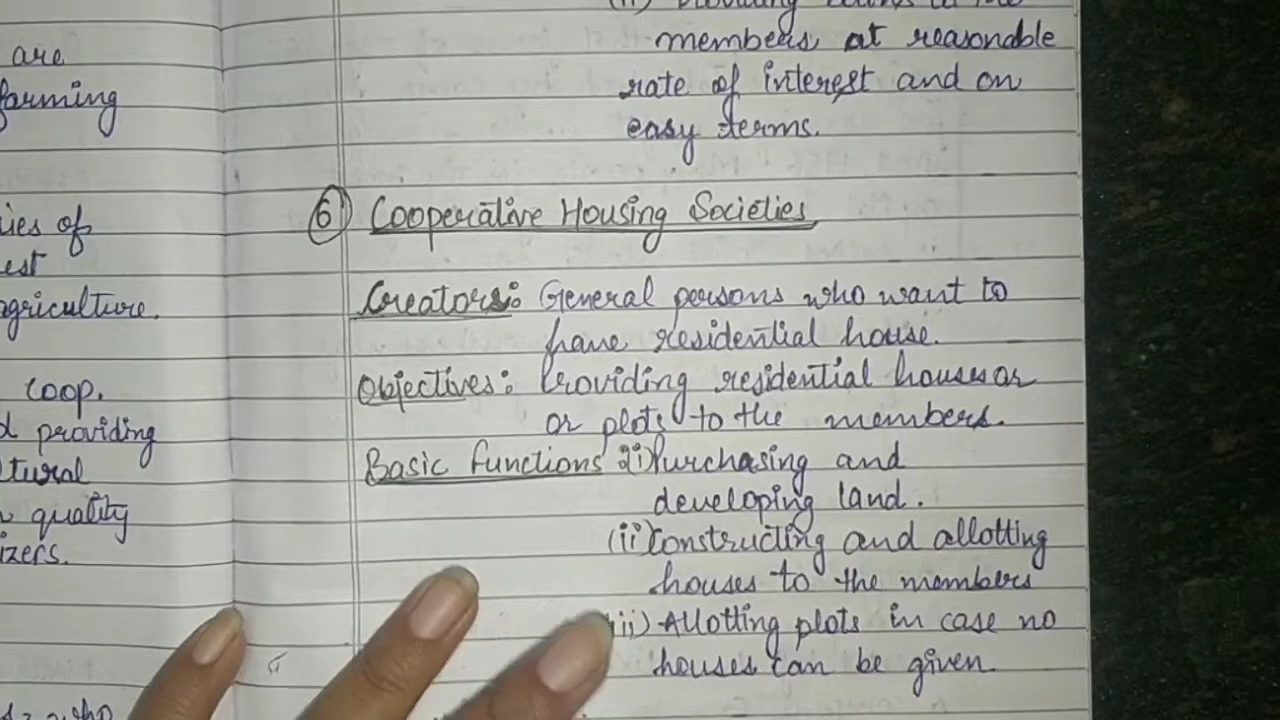 are
farming
ies of
est
agriculture.
coop.
d providing
tural
quality
izers.
(ii) Providing
members at reasonable
rate of interest and on
easy terms.
6 Cooperative Housing Societies
Creators: General persons who want to
have residential house.
Objectives: Providing residential houses or
or plots to the members.
Basic functions: i) Purchasing and
developing land.
(ii) Constructing and allotting
houses to the members
iii) Allotting plots in case no
houses can be given.